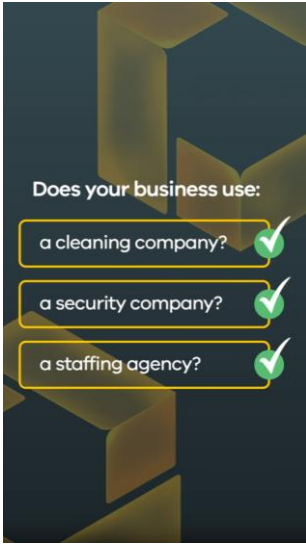 Does your business use:
a cleaning company?
a security company?
a staffing agency?